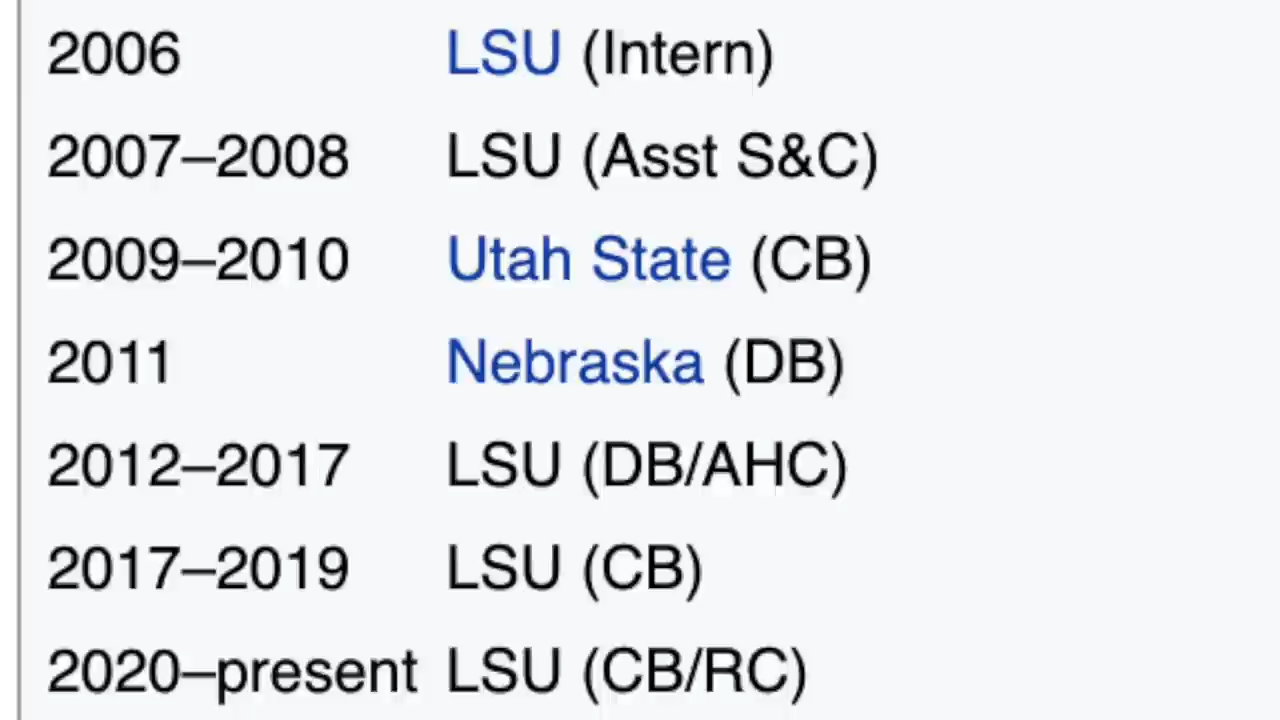 2006 LSU (Intern)
2007–2008 LSU (Asst S&C)
2009–2010 Utah State (CB)
2011 Nebraska (DB)
2012–2017 LSU (DB/AHC)
2017–2019 LSU (CB)
2020–present LSU (CB/RC)